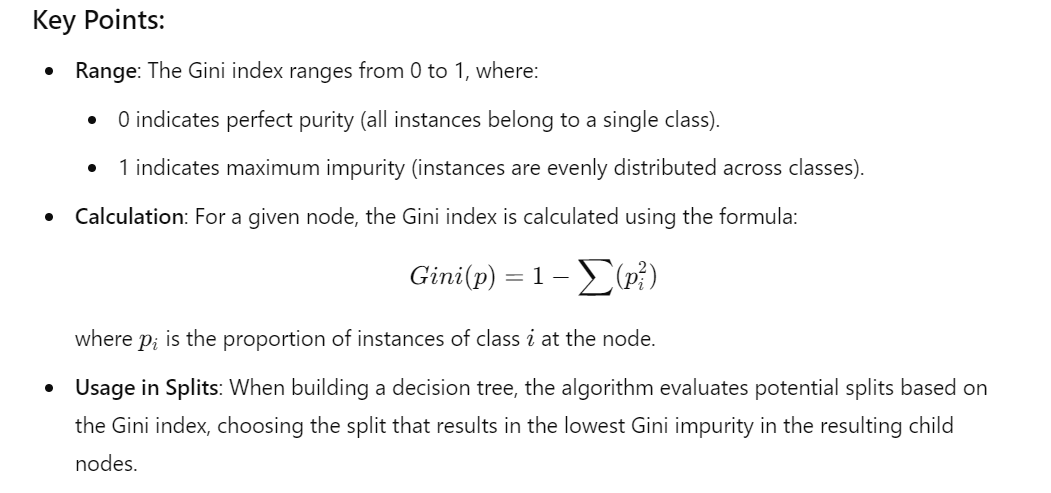 Key Points:
• Range: The Gini index ranges from 0 to 1, where:
• 0 indicates perfect purity (all instances belong to a single class).
• 1 indicates maximum impurity (instances are evenly distributed across classes).
• Calculation: For a given node, the Gini index is calculated using the formula:
Gini(p) = 1 − ∑(p_i^2)
where p_i is the proportion of instances of class i at the node.
• Usage in Splits: When building a decision tree, the algorithm evaluates potential splits based on
the Gini index, choosing the split that results in the lowest Gini impurity in the resulting child
nodes.